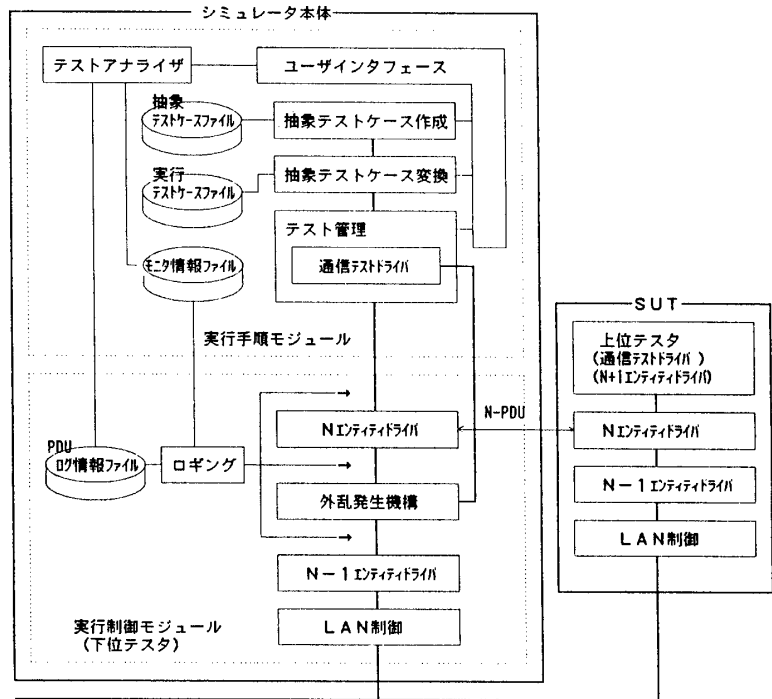 シミュレータ本体
テストアナライザ
ユーザインタフェース
抽象
テストケースファイル
抽象テストケース作成
実行
テストケースファイル
抽象テストケース変換
テスト管理
通信テストドライバ
モニタ情報ファイル
実行手順モジュール
SUT
上位テスタ
(通信テストドライバ)
(N+1エンティティドライバ)
N-PDU
Nエンティティドライバ
Nエンティティドライバ
PDU
ログ情報ファイル
ロギング
外乱発生機構
N-1エンティティドライバ
N-1エンティティドライバ
LAN制御
LAN制御
実行制御モジュール
(下位テスタ)